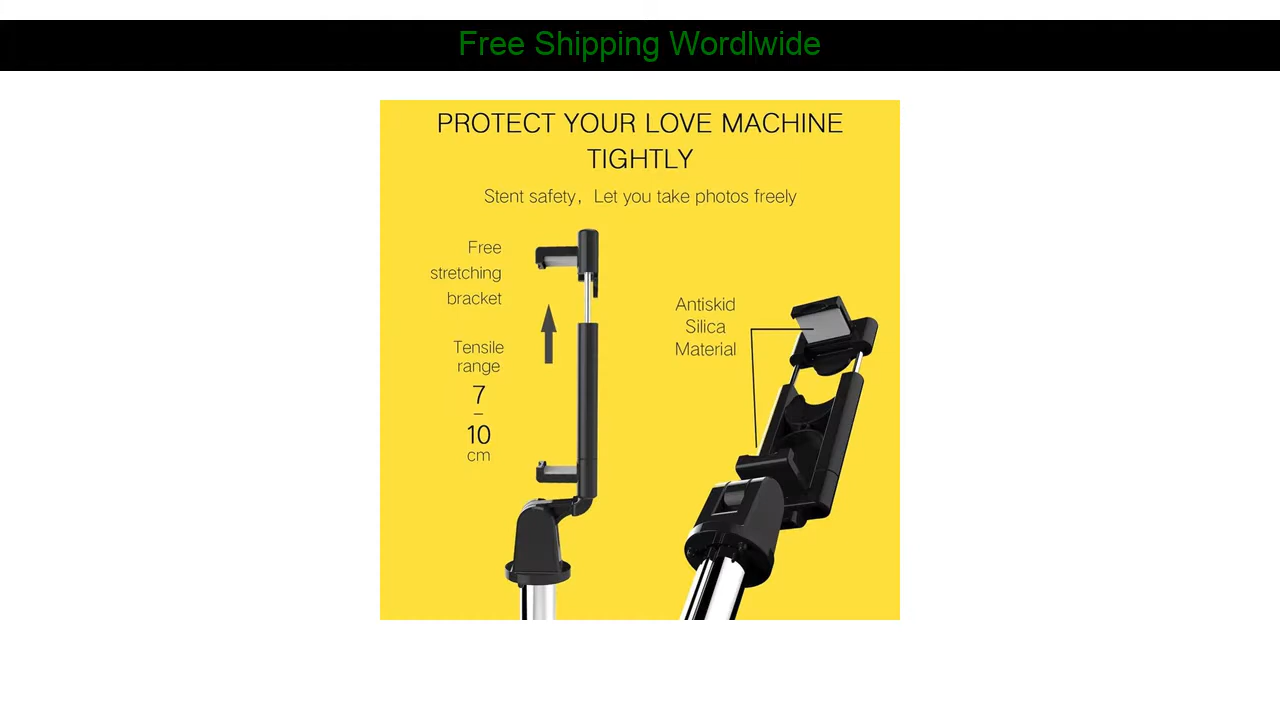 Free Shipping Wordlwide
PROTECT YOUR LOVE MACHINE
TIGHTLY
Stent safety, Let you take photos freely
Free
stretching
bracket
Tensile
range
7
–
10
cm
Antiskid
Silica
Material